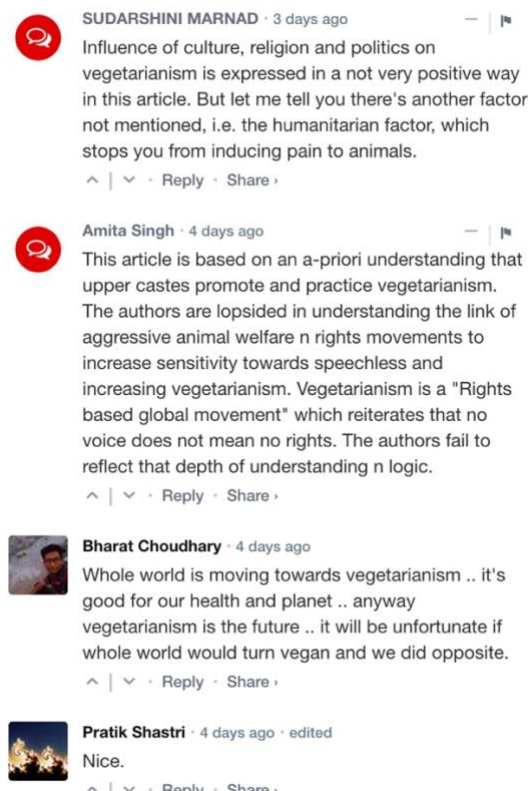 SUDARSHINI MARNAD · 3 days ago
Influence of culture, religion and politics on
vegetarianism is expressed in a not very positive way
in this article. But let me tell you there's another factor
not mentioned, i.e. the humanitarian factor, which
stops you from inducing pain to animals.
Reply · Share ›
Amita Singh · 4 days ago
This article is based on an a-priori understanding that
upper castes promote and practice vegetarianism.
The authors are lopsided in understanding the link of
aggressive animal welfare n rights movements to
increase sensitivity towards speechless and
increasing vegetarianism. Vegetarianism is a "Rights
based global movement" which reiterates that no
voice does not mean no rights. The authors fail to
reflect that depth of understanding n logic.
Reply · Share ›
Bharat Choudhary · 4 days ago
Whole world is moving towards vegetarianism .. it's
good for our health and planet .. anyway
vegetarianism is the future .. it will be unfortunate if
whole world would turn vegan and we did opposite.
Reply · Share ›
Pratik Shastri · 4 days ago · edited
Nice.
Reply · Share ›